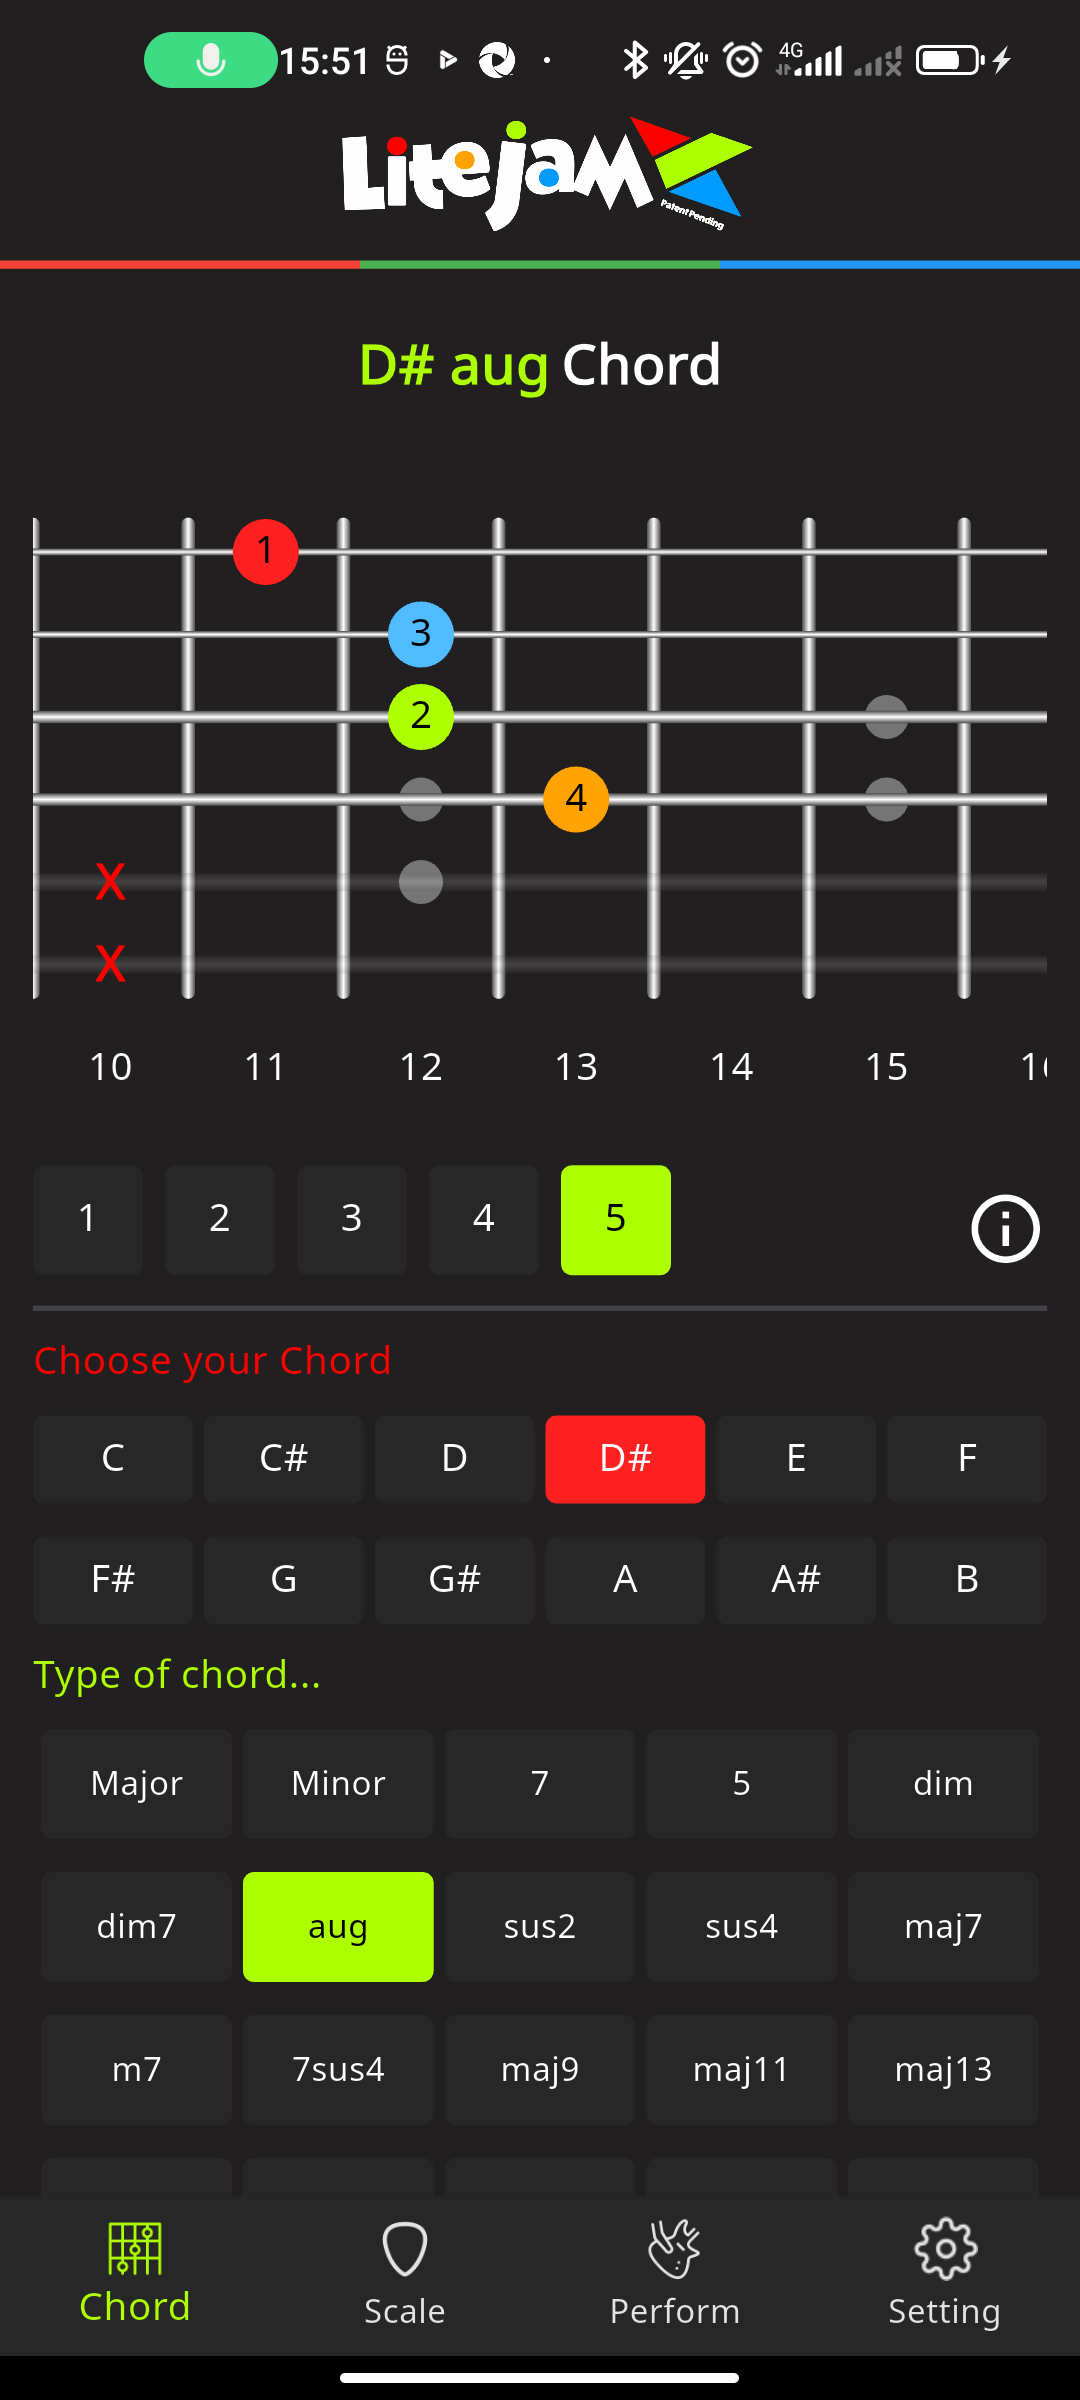 15:51 4G
Litejam
Patent Pending
D# aug Chord
1
3
2
4
X
X
10 11 12 13 14 15
1 2 3 4 5
Choose your Chord
C C# D D# E F
F# G G# A A# B
Type of chord...
Major Minor 7 5 dim
dim7 aug sus2 sus4 maj7
m7 7sus4 maj9 maj11 maj13
Chord Scale Perform Setting